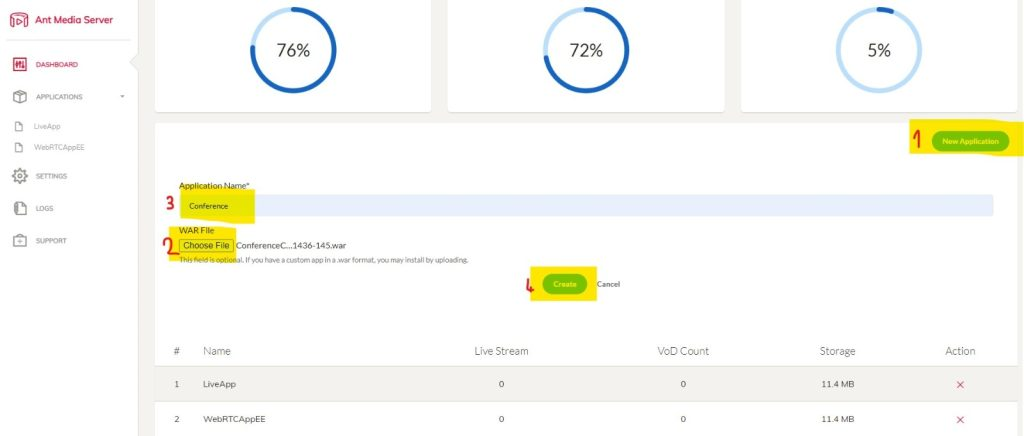 Ant Media Server
DASHBOARD
APPLICATIONS
LiveApp
WebRTCAppEE
SETTINGS
LOGS
SUPPORT
76%
72%
5%
1
New Application
Application Name*
3
Conference
WAR File
2
Choose File ConferenceC...1436-145.war
This field is optional. If you have a custom app in a .war format, you may install by uploading.
4
Create Cancel
# Name Live Stream VoD Count Storage Action
1 LiveApp 0 0 11.4 MB
2 WebRTCAppEE 0 0 11.4 MB